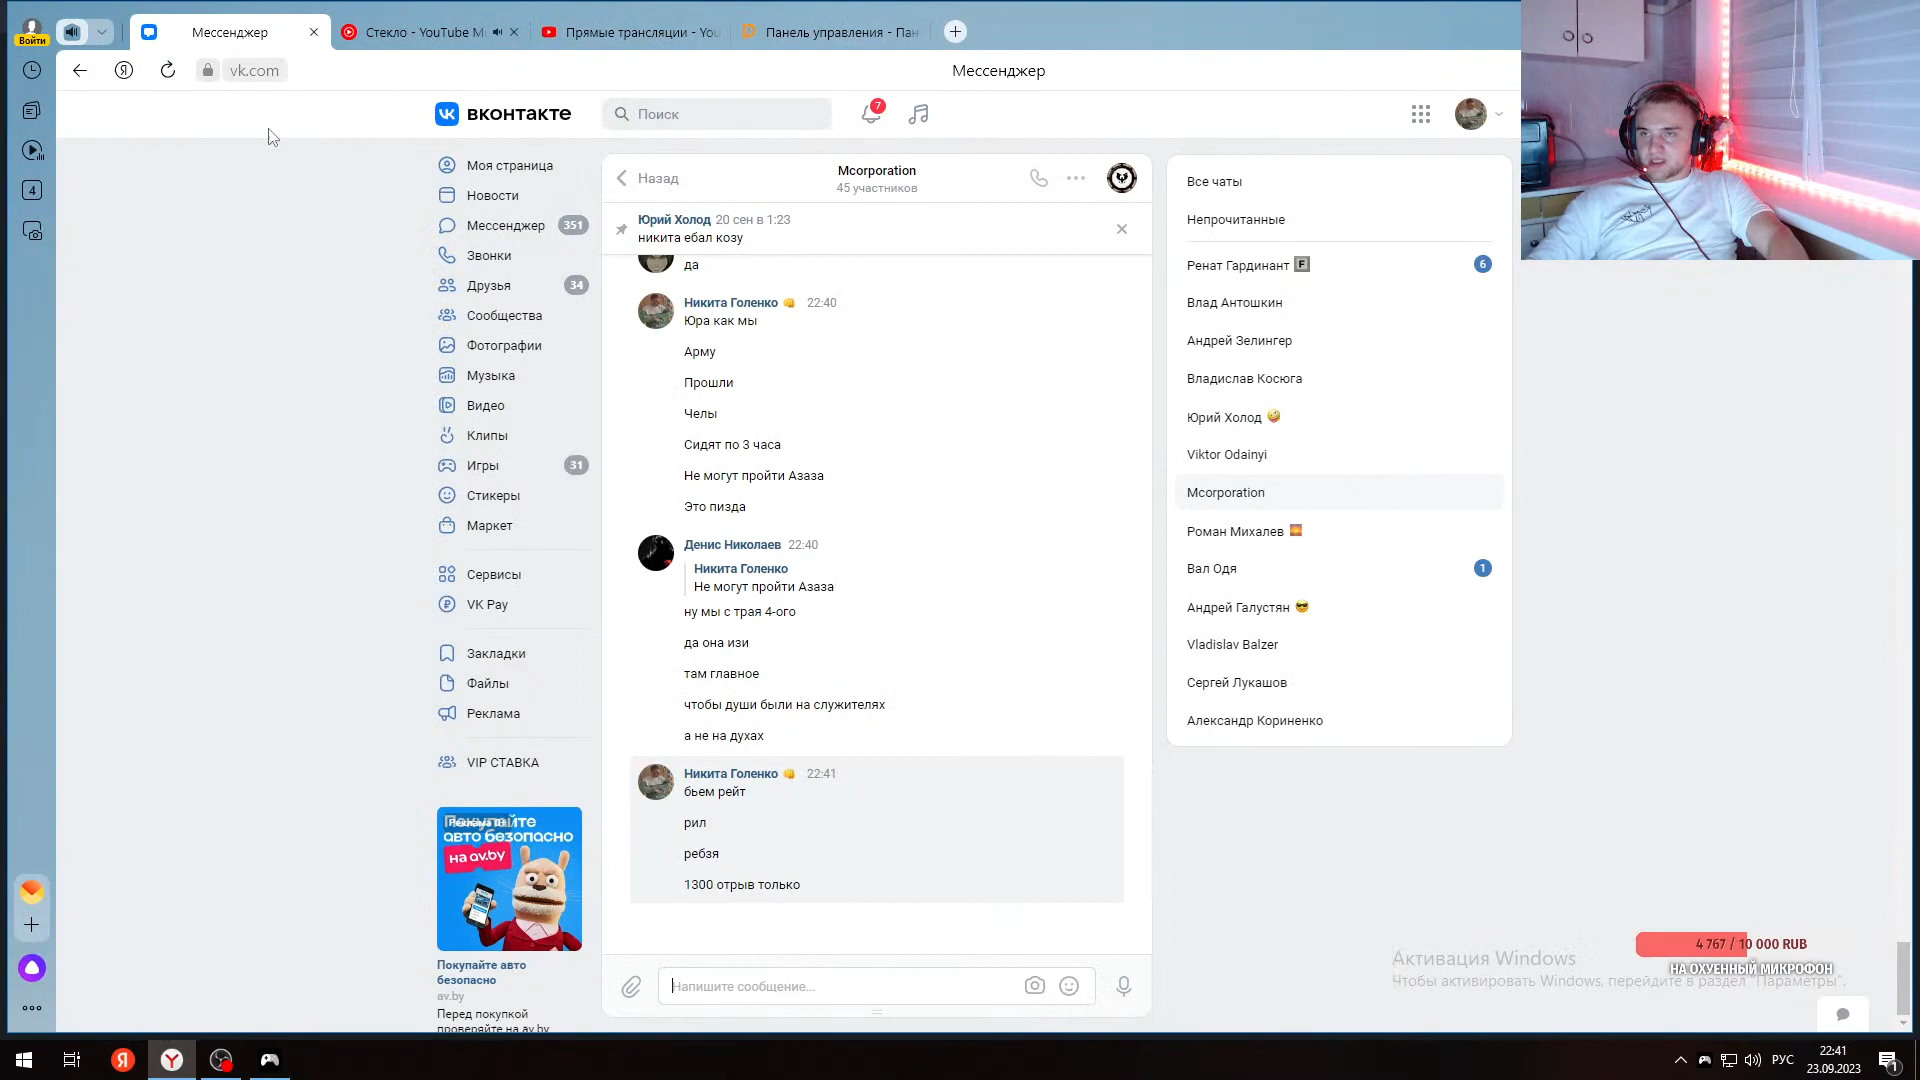 Войти
Мессенджер
Стекло - YouTube M
Прямые трансляции - You
Панель управления - Пан
vk.com
Мессенджер
4
вконтакте
Поиск
7
Моя страница
Новости
Мессенджер 351
Звонки
Друзья 34
Сообщества
Фотографии
Музыка
Видео
Клипы
Игры 31
Стикеры
Маркет
Сервисы
VK Pay
Закладки
Файлы
Реклама
VIP СТАВКА
Покупайте
авто безопасно
на av.by
Покупайте авто
безопасно
av.by
Перед покупкой
проверяйте на av.by
Назад
Mcorporation
45 участников
Юрий Холод 20 сен в 1:23
никита ебал козу
да
Никита Голенко 22:40
Юра как мы
Арму
Прошли
Челы
Сидят по 3 часа
Не могут пройти Азаза
Это пизда
Денис Николаев 22:40
Никита Голенко
Не могут пройти Азаза
ну мы с трая 4-ого
да она изи
там главное
чтобы души были на служителях
а не на духах
Никита Голенко 22:41
бьем рейт
рил
ребзя
1300 отрыв только
Напишите сообщение...
Все чаты
Непрочитанные
Ренат Гардинант F 6
Влад Антошкин
Андрей Зелингер
Владислав Косюга
Юрий Холод
Viktor Odainyi
Mcorporation
Роман Михалев
Вал Одя 1
Андрей Галустян
Vladislav Balzer
Сергей Лукашов
Александр Кориненко
4 767 / 10 000 RUB
НА ОХУЕННЫЙ МИКРОФОН
Активация Windows
Чтобы активировать Windows, перейдите в раздел "Параметры".
РУС
22:41
23.09.2023
1